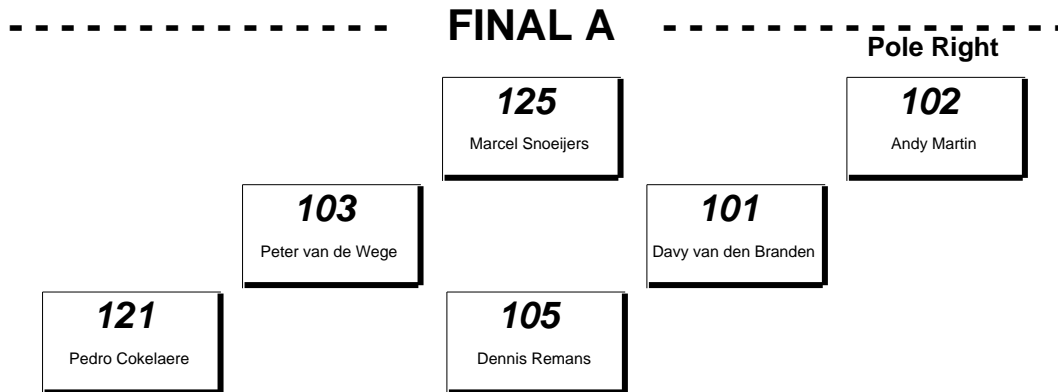 FINAL A
Pole Right
125
Marcel Snoeijers
102
Andy Martin
103
Peter van de Wege
101
Davy van den Branden
121
Pedro Cokelaere
105
Dennis Remans